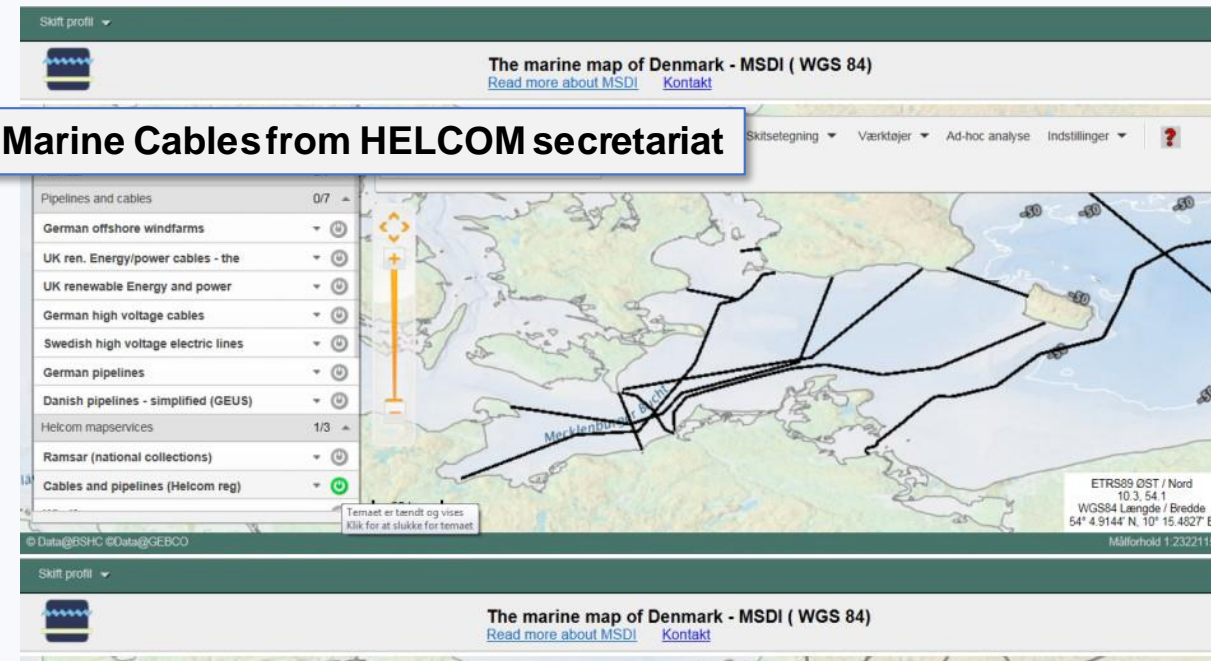 Skift profil
The marine map of Denmark - MSDI ( WGS 84)
Read more about MSDI Kontakt
Marine Cables from HELCOM secretariat
Skitsetegning Værktøjer Ad-hoc analyse Indstillinger ?
Pipelines and cables 0/7
German offshore windfarms
UK ren. Energy/power cables - the
UK renewable Energy and power
German high voltage cables
Swedish high voltage electric lines
German pipelines
Danish pipelines - simplified (GEUS)
Helcom mapservices 1/3
Ramsar (national collections)
Cables and pipelines (Helcom reg)
Temaet er tændt og vises
Klik for at slukke for temaet
-50
-50
-50
-50
-50
Mecklenburger Bucht
ETRS89 ØST / Nord
10.3, 54.1
WGS84 Længde / Bredde
54° 4.9144' N, 10° 15.4827' E
© Data@BSHC ©Data@GEBCO
Målforhold 1:2322115
Skift profil
The marine map of Denmark - MSDI ( WGS 84)
Read more about MSDI Kontakt